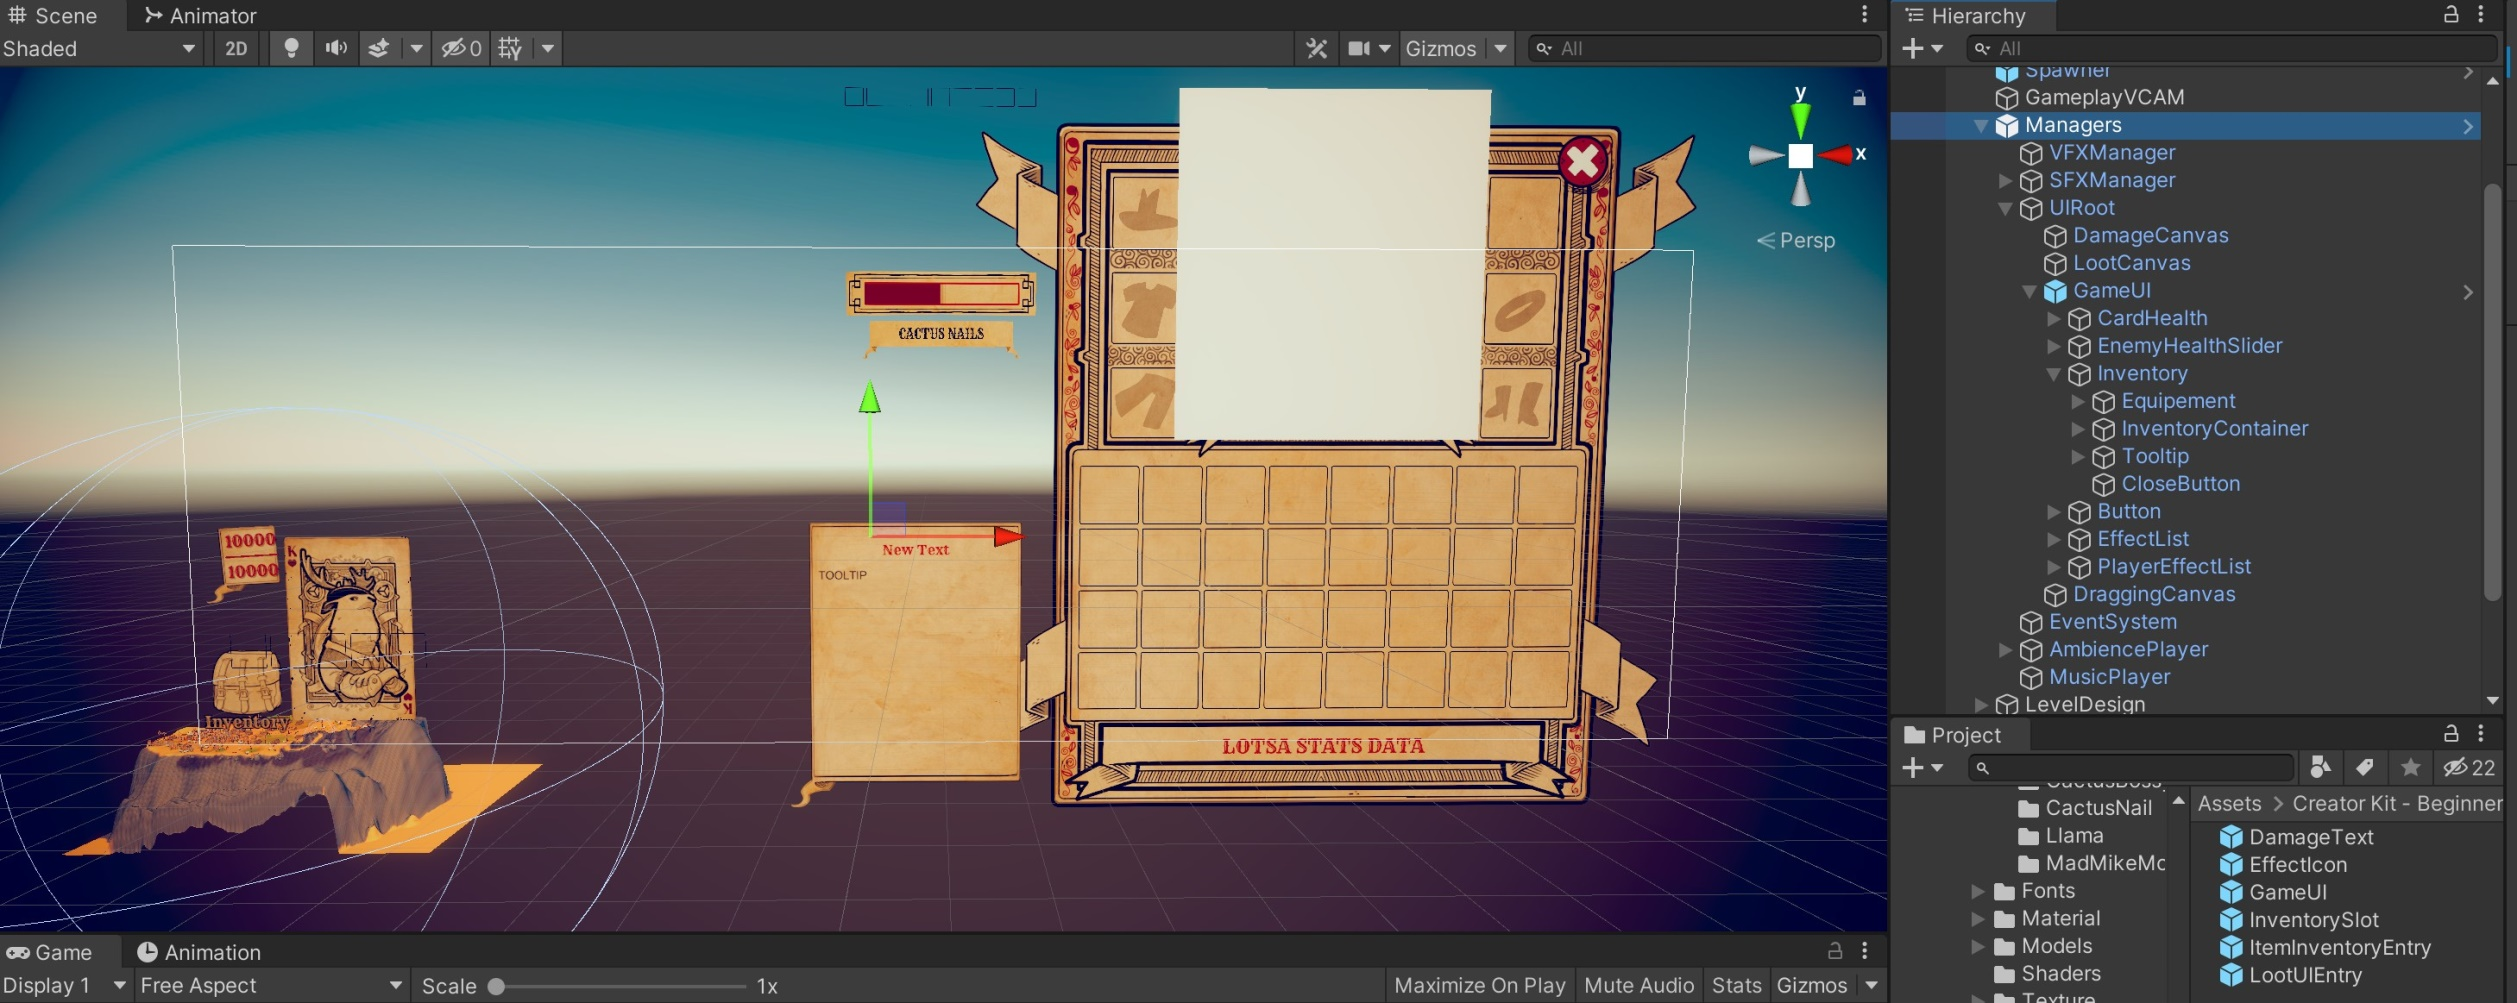 Scene
Animator
Shaded
2D
0
Gizmos
All
y
x
Persp
CACTUS NAILS
New Text
TOOLTIP
10000
10000
K
K
Inventory
LOTSA STATS DATA
Game
Animation
Display 1
Free Aspect
Scale
1x
Maximize On Play
Mute Audio
Stats
Gizmos
Hierarchy
All
Spawner
GameplayVCAM
Managers
VFXManager
SFXManager
UIRoot
DamageCanvas
LootCanvas
GameUI
CardHealth
EnemyHealthSlider
Inventory
Equipement
InventoryContainer
Tooltip
CloseButton
Button
EffectList
PlayerEffectList
DraggingCanvas
EventSystem
AmbiencePlayer
MusicPlayer
LevelDesign
Project
22
CactusBoss
CactusNail
Llama
MadMikeMo
Fonts
Material
Models
Shaders
Texture
Assets > Creator Kit - Beginner
DamageText
EffectIcon
GameUI
InventorySlot
ItemInventoryEntry
LootUIEntry